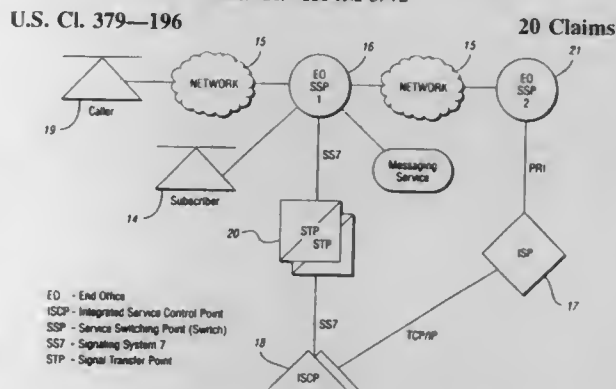 U.S. Cl. 379—196
20 Claims
15
16
15
21
NETWORK
EO
SSP
1
NETWORK
EO
SSP
2
19
Caller
SS7
Messaging
Service
PRI
14
Subscriber
20
STP
STP
ISP
17
EO - End Office
ISCP - Integrated Service Control Point
SSP - Service Switching Point (Switch)
SS7 - Signaling System 7
STP - Signal Transfer Point
SS7
TCP/IP
18
ISCP